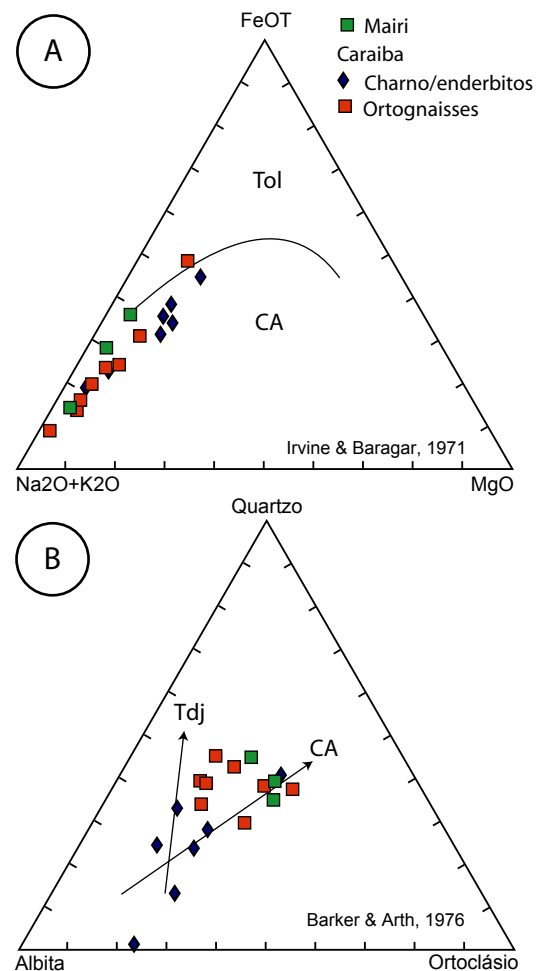 A
FeOT
Mairi
Caraiba
Charno/enderbitos
Ortognaisses
Tol
CA
Irvine & Baragar, 1971
Na2O+K2O
MgO
B
Quartzo
Tdj
CA
Barker & Arth, 1976
Albita
Ortoclásio